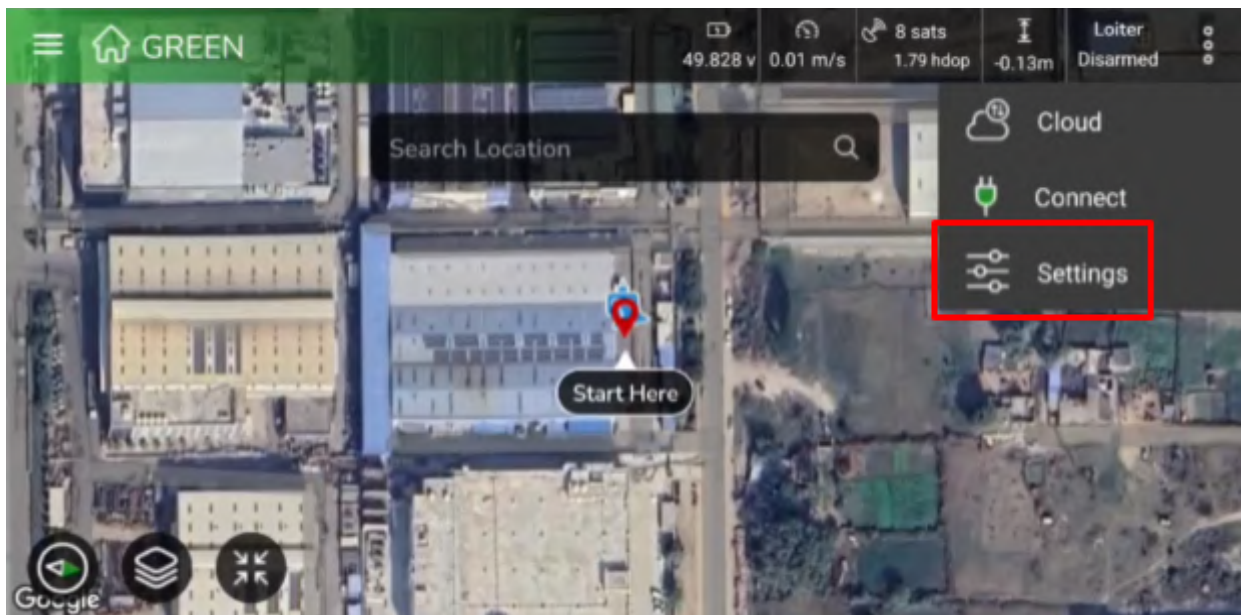 GREEN
49.828 v
0.01 m/s
8 sats
1.79 hdop
-0.13m
Loiter
Disarmed
Cloud
Search Location
Connect
Settings
Start Here
Google